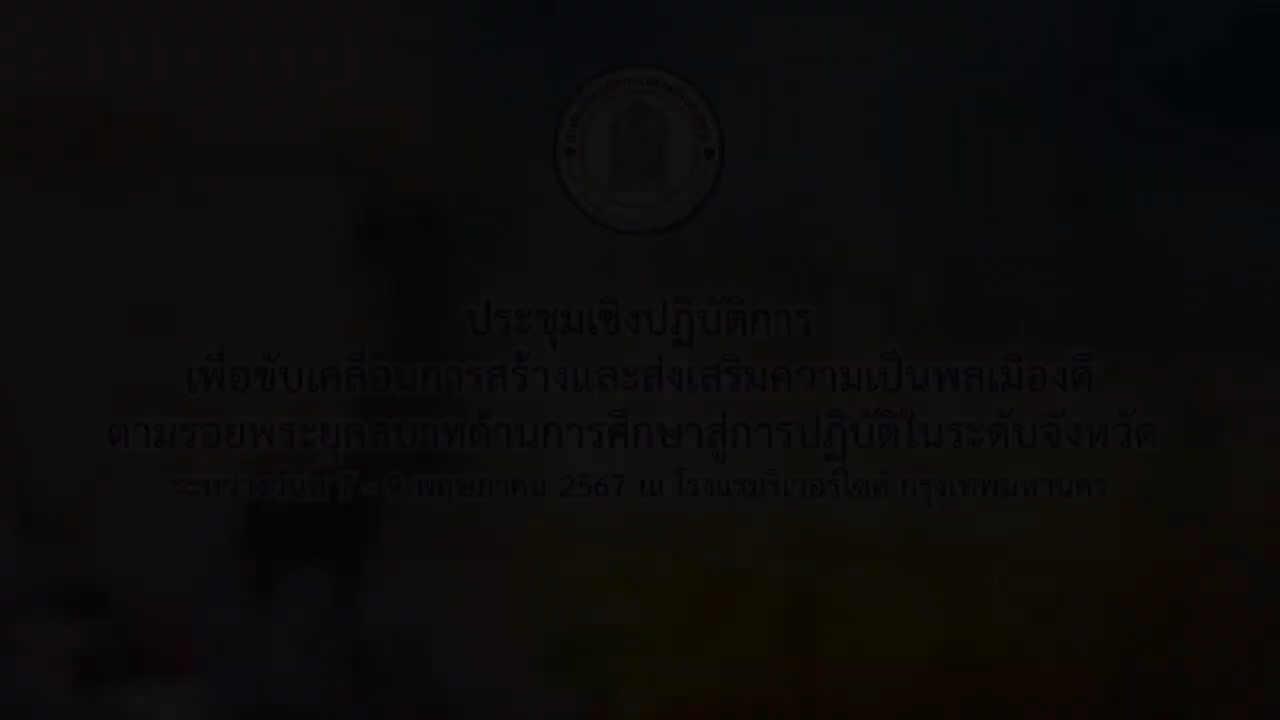 ประชุมเชิงปฏิบัติการ
เพื่อขับเคลื่อนการสร้างและส่งเสริมความเป็นพลเมืองดี
ตามรอยพระยุคลบาทด้านการศึกษาสู่การปฏิบัติในระดับจังหวัด
ระหว่างวันที่ 7 - 9 พฤษภาคม 2567 ณ โรงแรมริเวอร์ไซด์ กรุงเทพมหานคร